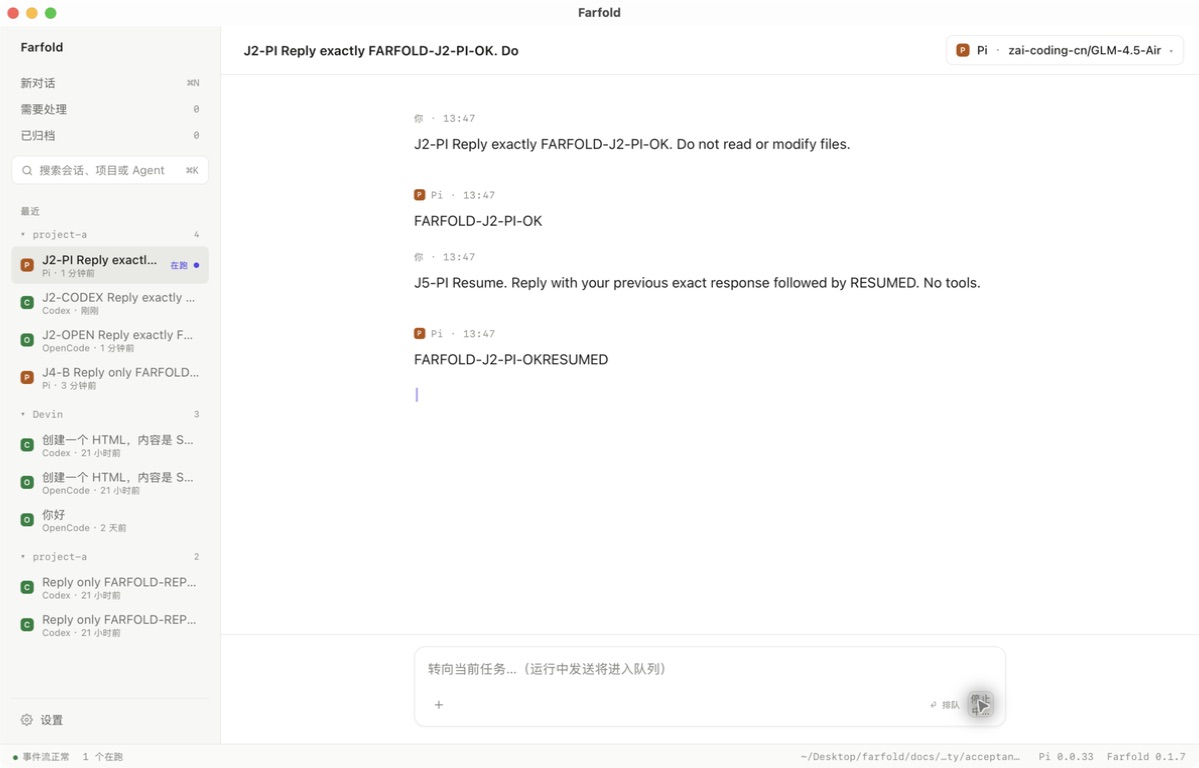 Farfold
Farfold
新对话 ⌘N
需要处理 0
已归档 0
搜索会话、项目或 Agent ⌘K
最近
project-a 4
P J2-PI Reply exactl... 在跑
Pi · 1 分钟前
C J2-CODEX Reply exactly ...
Codex · 刚刚
O J2-OPEN Reply exactly F...
OpenCode · 1 分钟前
P J4-B Reply only FARFOLD...
Pi · 3 分钟前
Devin 3
C 创建一个 HTML，内容是 S...
Codex · 21 小时前
O 创建一个 HTML，内容是 S...
OpenCode · 21 小时前
O 你好
OpenCode · 2 天前
project-a 2
C Reply only FARFOLD-REP...
Codex · 21 小时前
C Reply only FARFOLD-REP...
Codex · 21 小时前
设置
J2-PI Reply exactly FARFOLD-J2-PI-OK. Do
P Pi · zai-coding-cn/GLM-4.5-Air
你 · 13:47
J2-PI Reply exactly FARFOLD-J2-PI-OK. Do not read or modify files.
P Pi · 13:47
FARFOLD-J2-PI-OK
你 · 13:47
J5-PI Resume. Reply with your previous exact response followed by RESUMED. No tools.
P Pi · 13:47
FARFOLD-J2-PI-OKRESUMED
转向当前任务...（运行中发送将进入队列）
+ ⏎ 排队
事件流正常 1 个在跑 ~/Desktop/farfold/docs/…ty/acceptan… Pi 0.0.33 Farfold 0.1.7